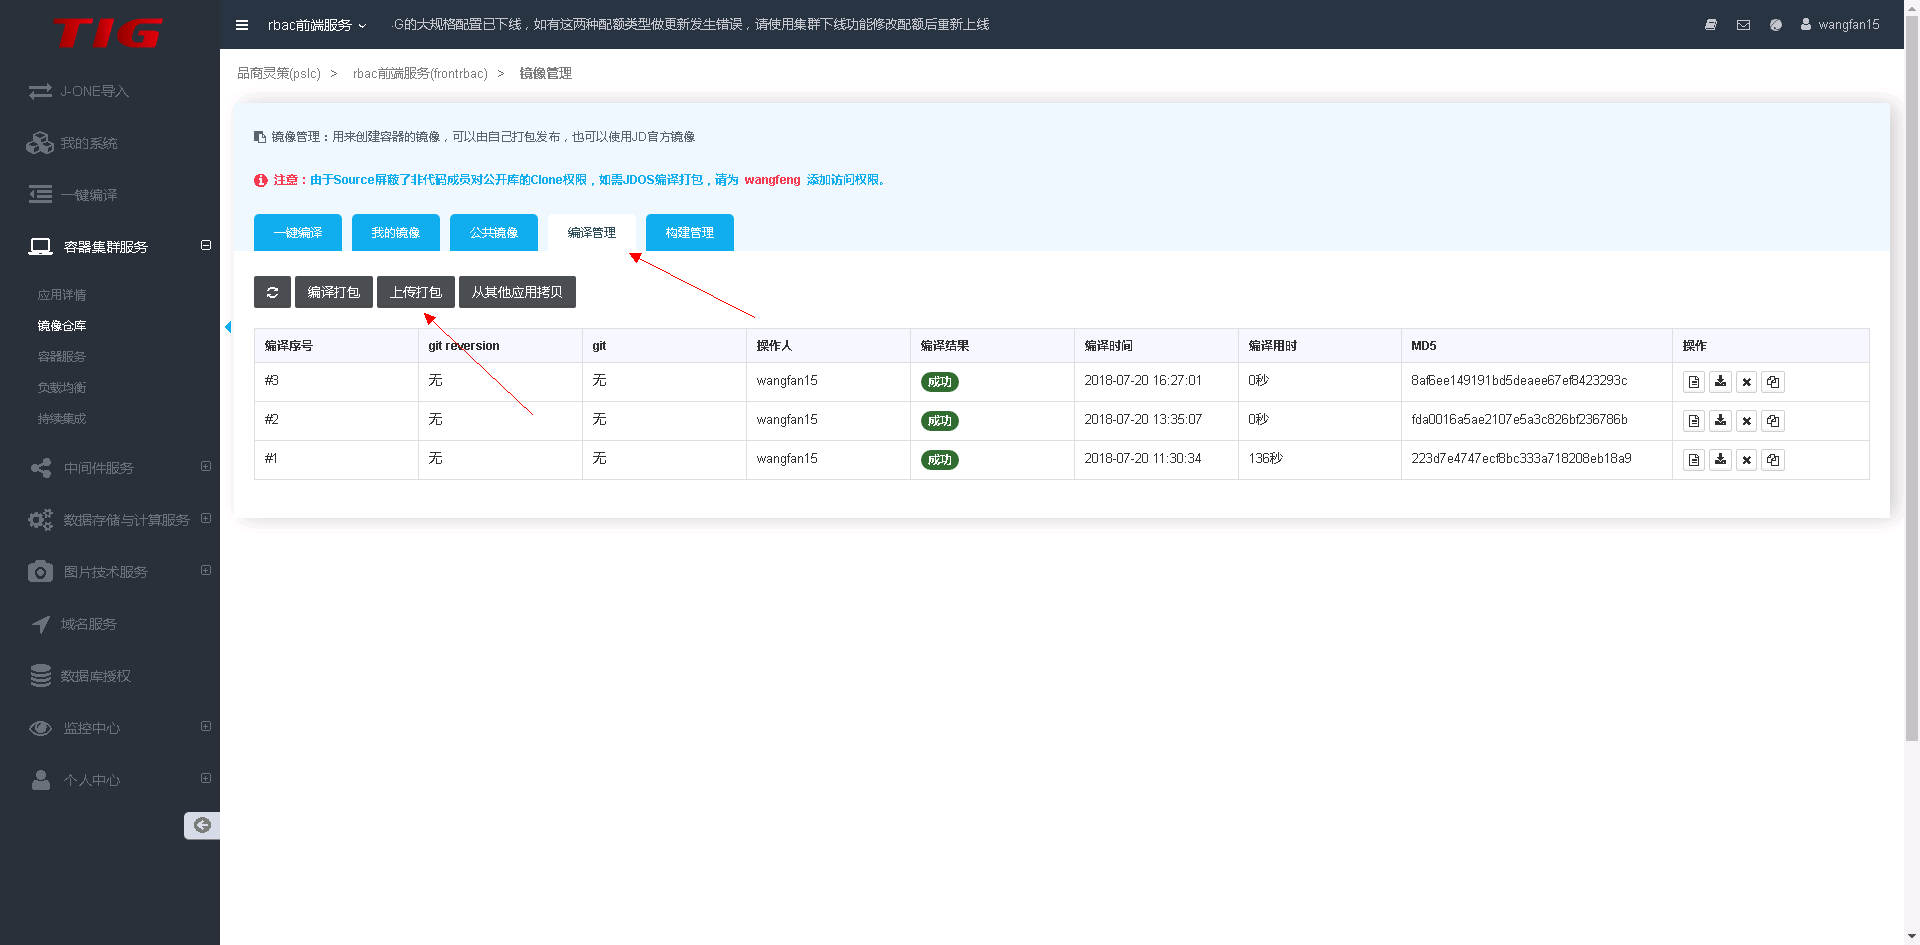 TIG
rbac前端服务
G的大规格配置已下线，如有这两种配额类型做更新发生错误，请使用集群下线功能修改配额后重新上线
wangfan15
J-ONE导入
我的系统
一键编译
容器集群服务
应用详情
镜像仓库
容器服务
负载均衡
持续集成
中间件服务
数据存储与计算服务
图片技术服务
域名服务
数据库授权
监控中心
个人中心
品商灵策(pslc) > rbac前端服务(frontrbac) > 镜像管理
镜像管理：用来创建容器的镜像，可以由自己打包发布，也可以使用JD官方镜像
注意：由于Source屏蔽了非代码成员对公开库的Clone权限，如需JDOS编译打包，请为 wangfeng 添加访问权限。
一键编译 我的镜像 公共镜像 编译管理 构建管理
编译打包 上传打包 从其他应用拷贝
编译序号 git reversion git 操作人 编译结果 编译时间 编译用时 MD5 操作
#3 无 无 wangfan15 成功 2018-07-20 16:27:01 0秒 8af6ee149191bd5deaee67ef8423293c
#2 无 无 wangfan15 成功 2018-07-20 13:35:07 0秒 fda0016a5ae2107e5a3c826bf236786b
#1 无 无 wangfan15 成功 2018-07-20 11:30:34 136秒 223d7e4747ecf8bc333a718208eb18a9